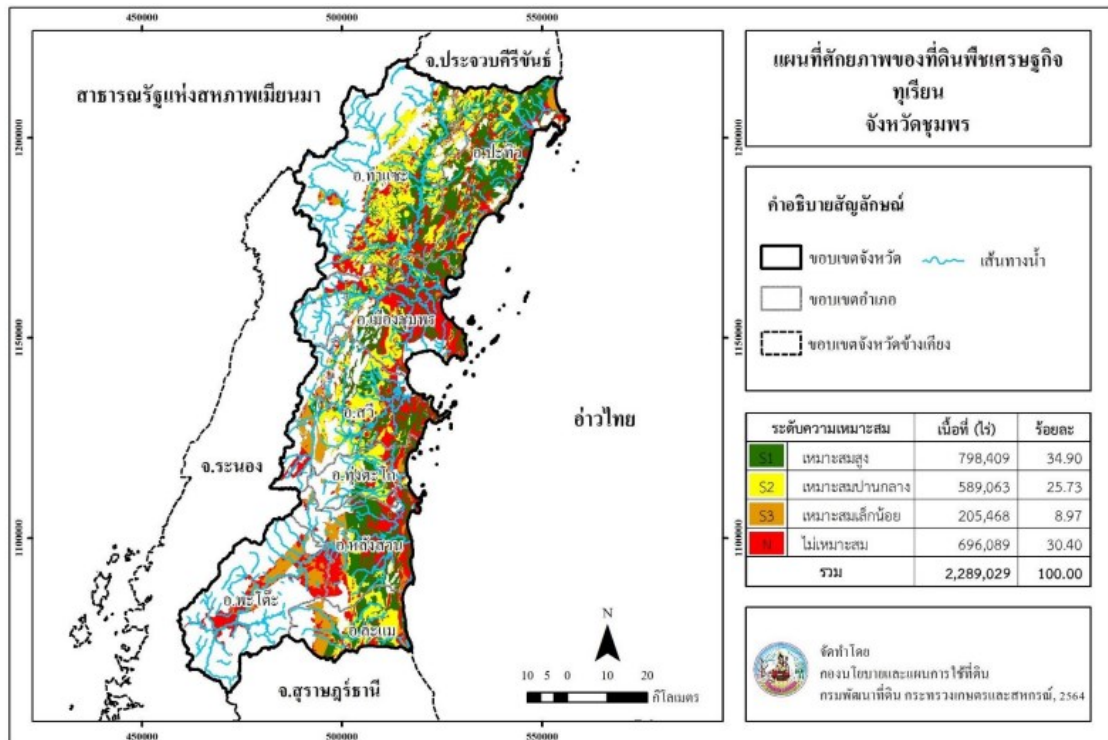 450000 500000 550000
จ.ประจวบคีรีขันธ์
สาธารณรัฐแห่งสหภาพเมียนมา
1200000
1200000
อ.ปะทิว
อ.ท่าแซะ
1150000
1150000
อ.เมืองชุมพร
อ.สวี
อ่าวไทย
จ.ระนอง
อ.ทุ่งตะโก
1100000
1100000
อ.หลังสวน
อ.พะโต๊ะ
อ.ละแม
จ.สุราษฎร์ธานี
N
10 5 0 10 20
กิโลเมตร
450000 500000 550000
แผนที่ศักยภาพของที่ดินพืชเศรษฐกิจ
ทุเรียน
จังหวัดชุมพร
คำอธิบายสัญลักษณ์
ขอบเขตจังหวัด เส้นทางน้ำ
ขอบเขตอำเภอ
ขอบเขตจังหวัดข้างเคียง
ระดับความเหมาะสม เนื้อที่ (ไร่) ร้อยละ
S1 เหมาะสมสูง 798,409 34.90
S2 เหมาะสมปานกลาง 589,063 25.73
S3 เหมาะสมเล็กน้อย 205,468 8.97
N ไม่เหมาะสม 696,089 30.40
รวม 2,289,029 100.00
จัดทำโดย
กองนโยบายและแผนการใช้ที่ดิน
กรมพัฒนาที่ดิน กระทรวงเกษตรและสหกรณ์, 2564